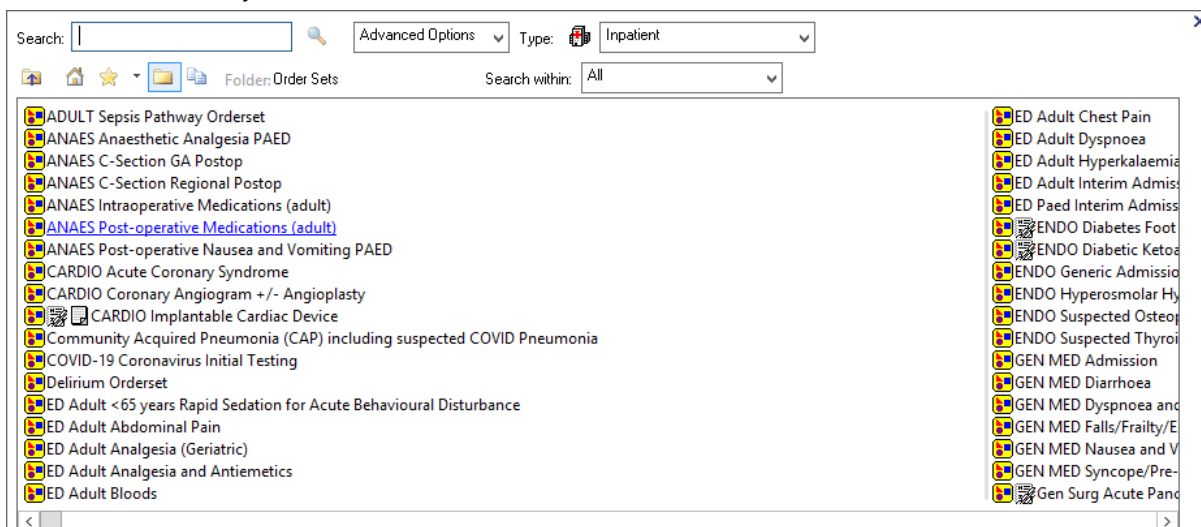 Search:
Advanced Options
Type:
Inpatient
Folder: Order Sets
Search within:
All
ADULT Sepsis Pathway Orderset
ANAES Anaesthetic Analgesia PAED
ANAES C-Section GA Postop
ANAES C-Section Regional Postop
ANAES Intraoperative Medications (adult)
ANAES Post-operative Medications (adult)
ANAES Post-operative Nausea and Vomiting PAED
CARDIO Acute Coronary Syndrome
CARDIO Coronary Angiogram +/- Angioplasty
CARDIO Implantable Cardiac Device
Community Acquired Pneumonia (CAP) including suspected COVID Pneumonia
COVID-19 Coronavirus Initial Testing
Delirium Orderset
ED Adult <65 years Rapid Sedation for Acute Behavioural Disturbance
ED Adult Abdominal Pain
ED Adult Analgesia (Geriatric)
ED Adult Analgesia and Antiemetics
ED Adult Bloods
ED Adult Chest Pain
ED Adult Dyspnoea
ED Adult Hyperkalaemia
ED Adult Interim Admis
ED Paed Interim Admiss
ENDO Diabetes Foot
ENDO Diabetic Ketoa
ENDO Generic Admissio
ENDO Hyperosmolar Hy
ENDO Suspected Osteop
ENDO Suspected Thyroi
GEN MED Admission
GEN MED Diarrhoea
GEN MED Dyspnoea and
GEN MED Falls/Frailty/E
GEN MED Nausea and V
GEN MED Syncope/Pre-
Gen Surg Acute Panc